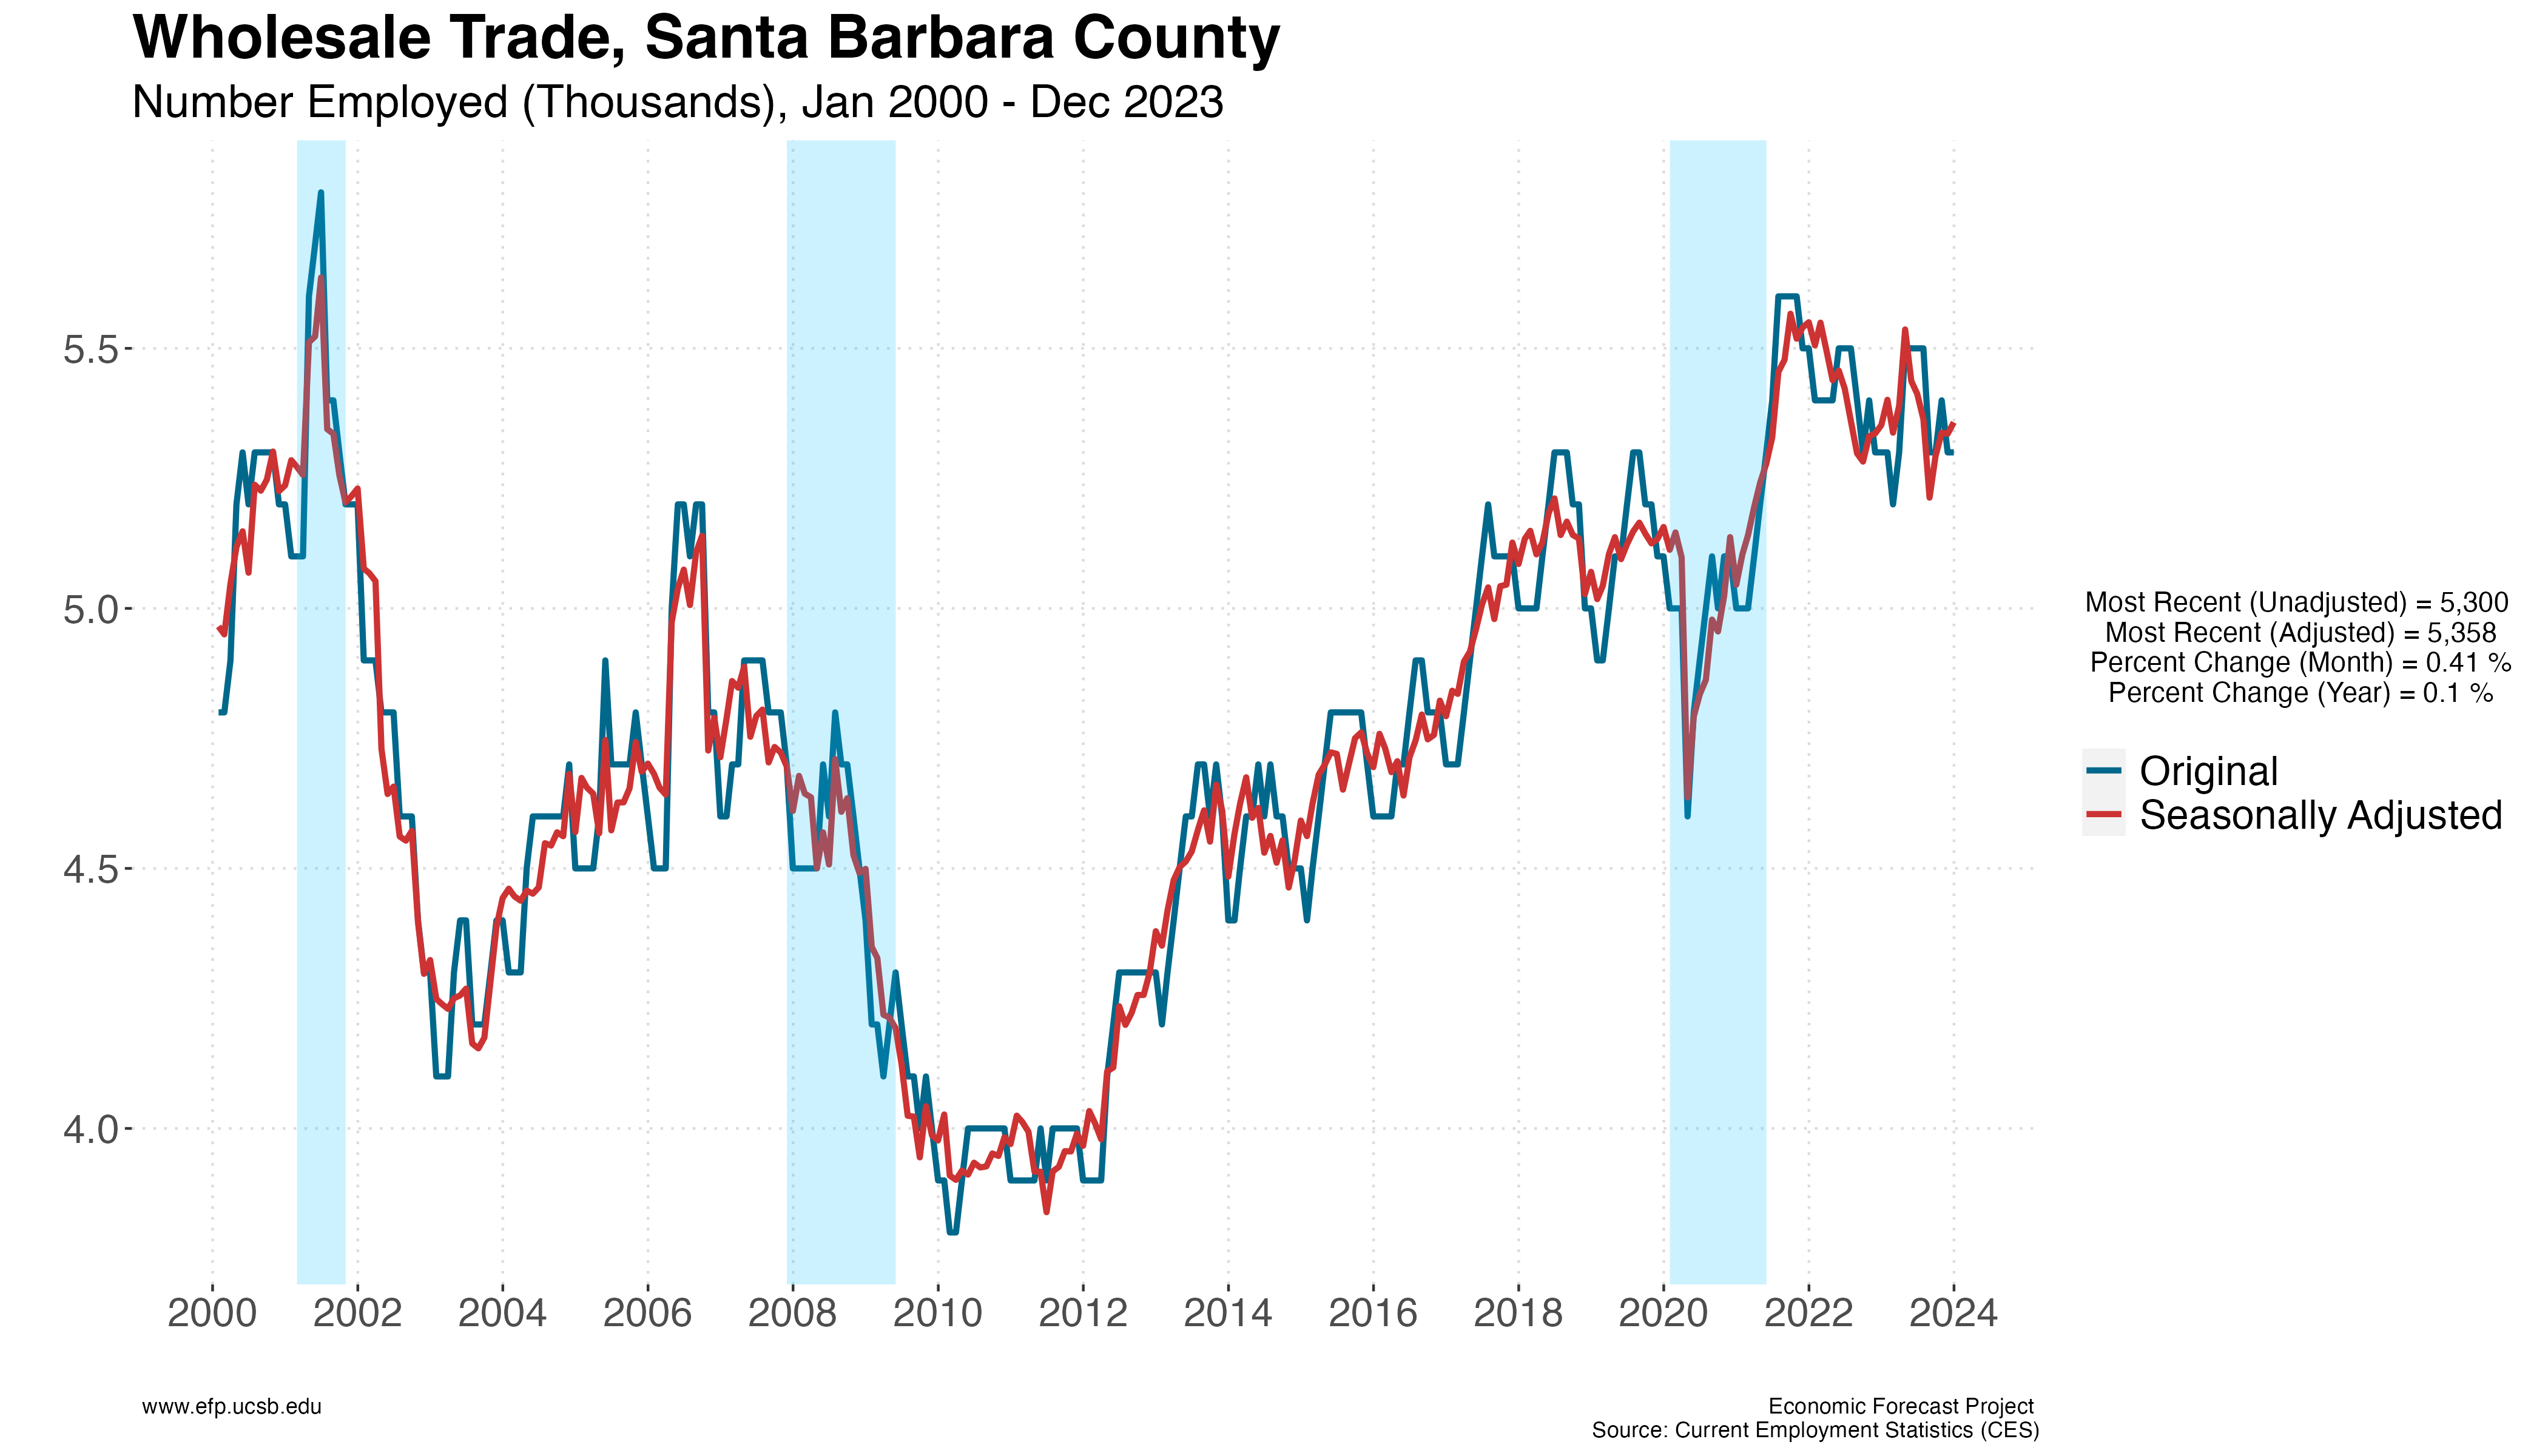 Wholesale Trade, Santa Barbara County
Number Employed (Thousands), Jan 2000 - Dec 2023
5.5
5.0
4.5
4.0
2000 2002 2004 2006 2008 2010 2012 2014 2016 2018 2020 2022 2024
Most Recent (Unadjusted) = 5,300
Most Recent (Adjusted) = 5,358
Percent Change (Month) = 0.41 %
Percent Change (Year) = 0.1 %
Original
Seasonally Adjusted
www.efp.ucsb.edu
Economic Forecast Project
Source: Current Employment Statistics (CES)